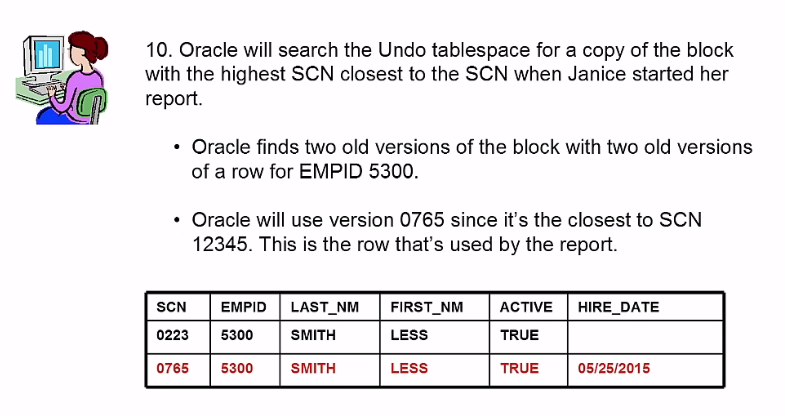 10. Oracle will search the Undo tablespace for a copy of the block
with the highest SCN closest to the SCN when Janice started her
report.
• Oracle finds two old versions of the block with two old versions
of a row for EMPID 5300.
• Oracle will use version 0765 since it's the closest to SCN
12345. This is the row that's used by the report.
SCN EMPID LAST_NM FIRST_NM ACTIVE HIRE_DATE
0223 5300 SMITH LESS TRUE
0765 5300 SMITH LESS TRUE 05/25/2015